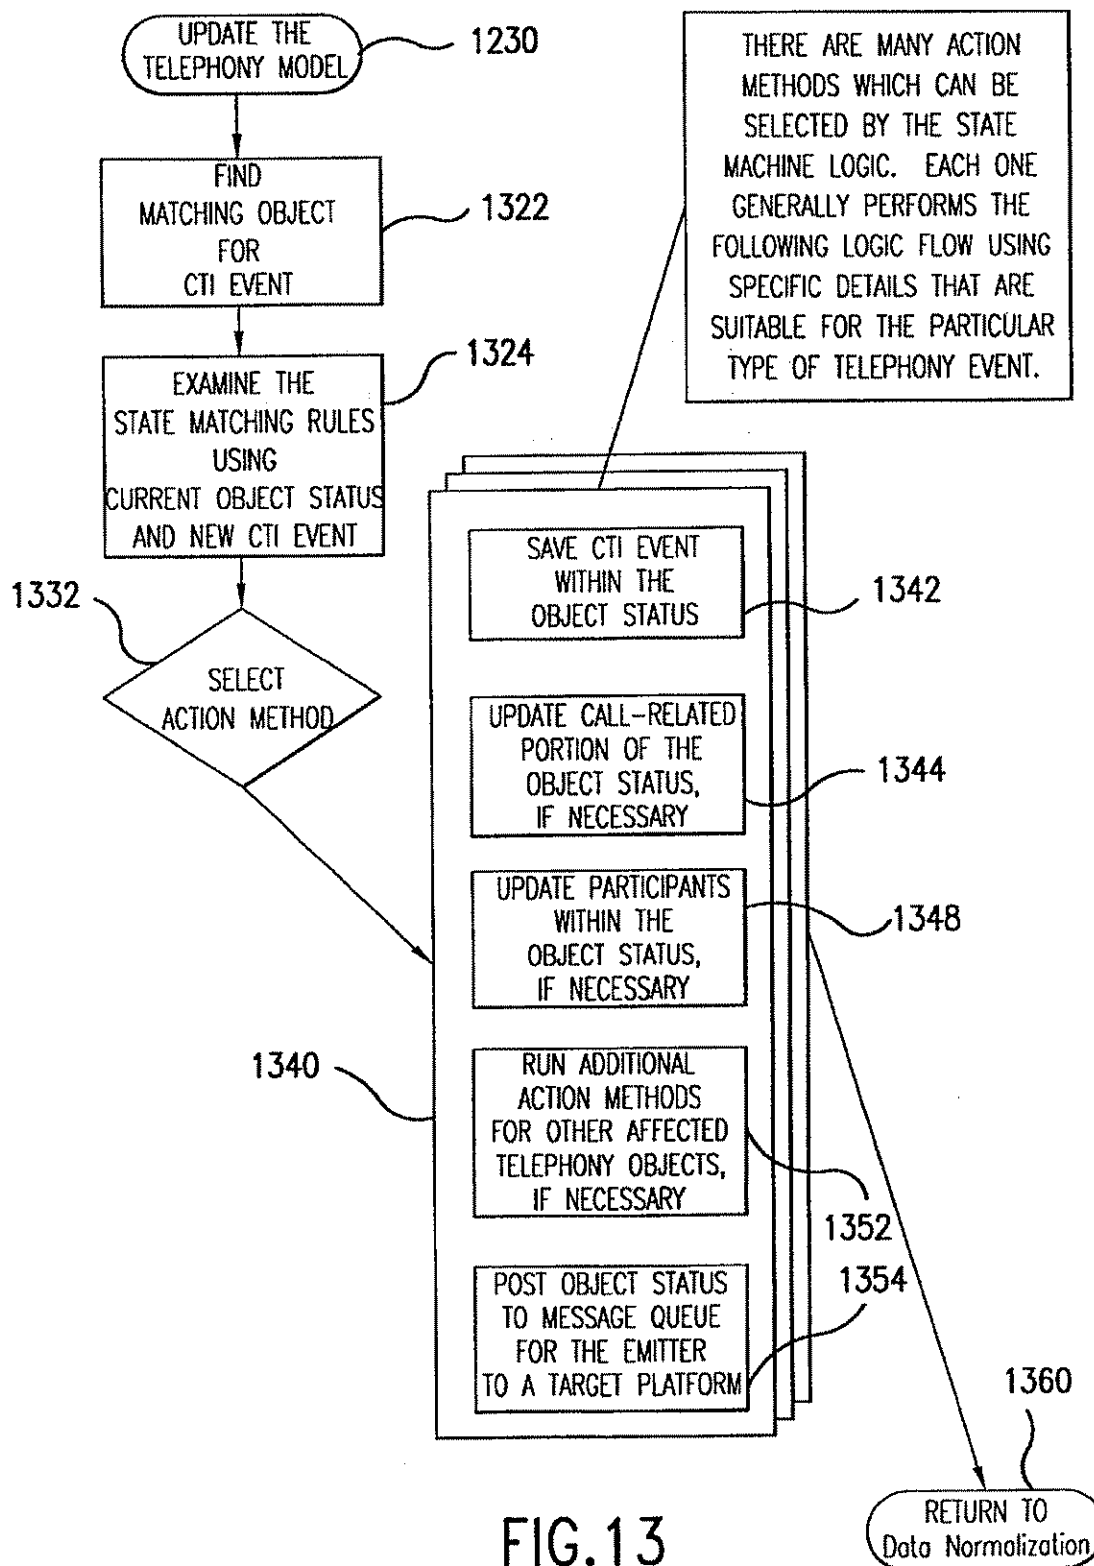 UPDATE THE
TELEPHONY MODEL
1230
FIND
MATCHING OBJECT
FOR
CTI EVENT
1322
EXAMINE THE
STATE MATCHING RULES
USING
CURRENT OBJECT STATUS
AND NEW CTI EVENT
1324
1332
SELECT
ACTION METHOD
THERE ARE MANY ACTION
METHODS WHICH CAN BE
SELECTED BY THE STATE
MACHINE LOGIC. EACH ONE
GENERALLY PERFORMS THE
FOLLOWING LOGIC FLOW USING
SPECIFIC DETAILS THAT ARE
SUITABLE FOR THE PARTICULAR
TYPE OF TELEPHONY EVENT.
SAVE CTI EVENT
WITHIN THE
OBJECT STATUS
1342
UPDATE CALL-RELATED
PORTION OF THE
OBJECT STATUS,
IF NECESSARY
1344
UPDATE PARTICIPANTS
WITHIN THE
OBJECT STATUS,
IF NECESSARY
1348
1340
RUN ADDITIONAL
ACTION METHODS
FOR OTHER AFFECTED
TELEPHONY OBJECTS,
IF NECESSARY
1352
POST OBJECT STATUS
TO MESSAGE QUEUE
FOR THE EMITTER
TO A TARGET PLATFORM
1354
1360
RETURN TO
Data Normalization
FIG.13